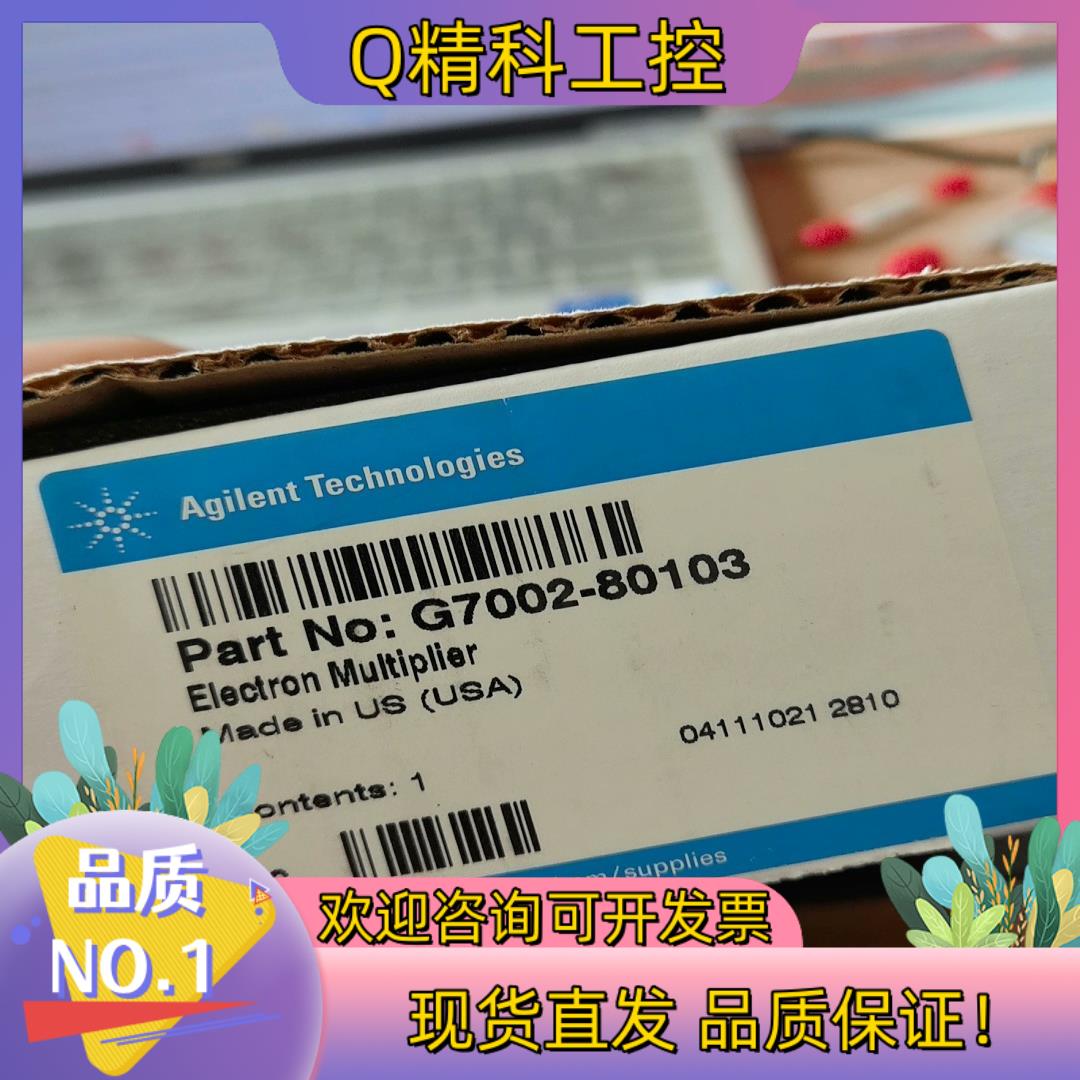 Q精科工控
Agilent Technologies
Part No: G7002-80103
Electron Multiplier
Made in US (USA)
04111021 2810
ontents: 1
m/supplies
品质
NO.1
欢迎咨询可开发票
现货直发 品质保证!